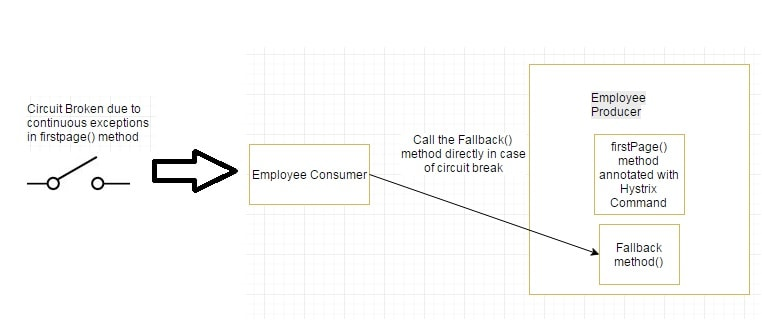 Circuit Broken due to
continuous exceptions
in firstpage() method
Employee Consumer
Call the Fallback()
method directly in case
of circuit break
Employee
Producer
firstPage()
method
annotated with
Hystrix
Command
Fallback
method()